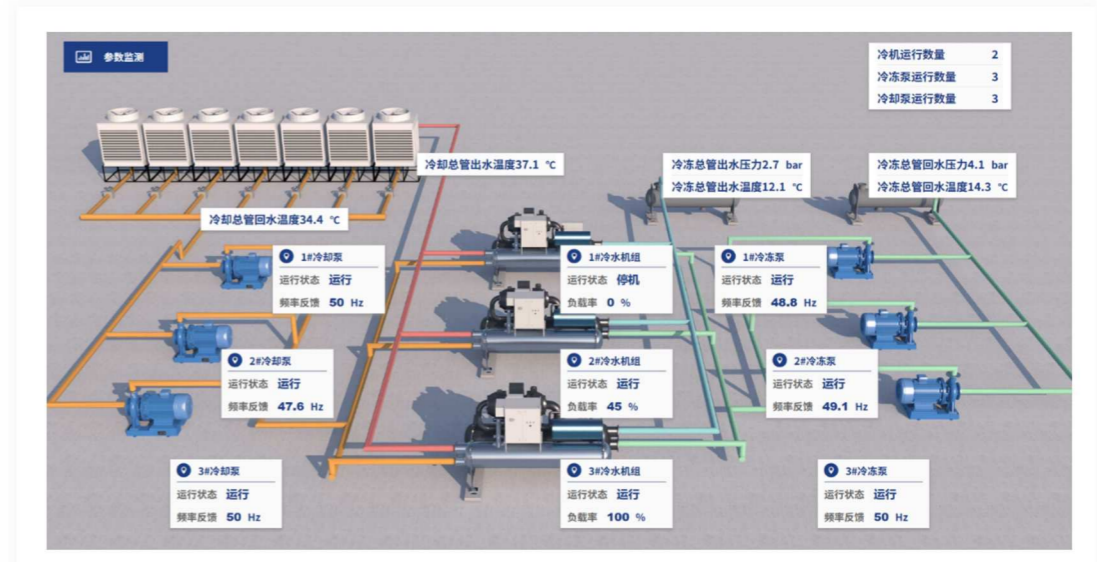 参数监测
冷机运行数量 2
冷冻泵运行数量 3
冷却泵运行数量 3
冷却总管出水温度37.1 ℃
冷冻总管出水压力2.7 bar
冷冻总管出水温度12.1 ℃
冷冻总管回水压力4.1 bar
冷冻总管回水温度14.3 ℃
冷却总管回水温度34.4 ℃
1#冷却泵
运行状态 运行
频率反馈 50 Hz
1#冷水机组
运行状态 停机
负载率 0 %
1#冷冻泵
运行状态 运行
频率反馈 48.8 Hz
2#冷却泵
运行状态 运行
频率反馈 47.6 Hz
2#冷水机组
运行状态 运行
负载率 45 %
2#冷冻泵
运行状态 运行
频率反馈 49.1 Hz
3#冷却泵
运行状态 运行
频率反馈 50 Hz
3#冷水机组
运行状态 运行
负载率 100 %
3#冷冻泵
运行状态 运行
频率反馈 50 Hz